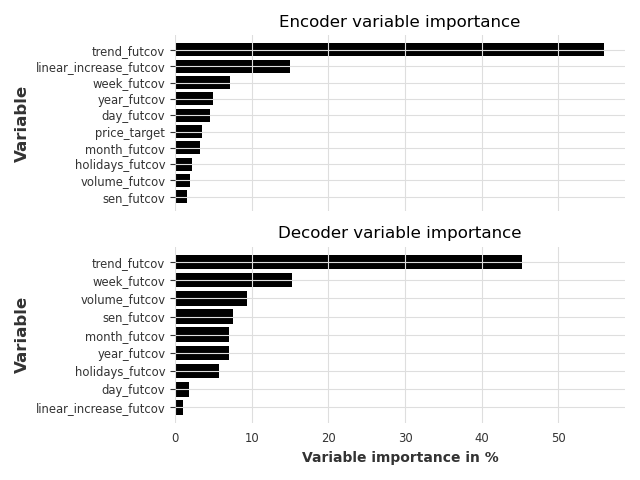 Encoder variable importance
trend_futcov
linear_increase_futcov
week_futcov
year_futcov
day_futcov
price_target
month_futcov
holidays_futcov
volume_futcov
sen_futcov
Variable
Decoder variable importance
trend_futcov
week_futcov
volume_futcov
sen_futcov
month_futcov
year_futcov
holidays_futcov
day_futcov
linear_increase_futcov
Variable
0 10 20 30 40 50
Variable importance in %